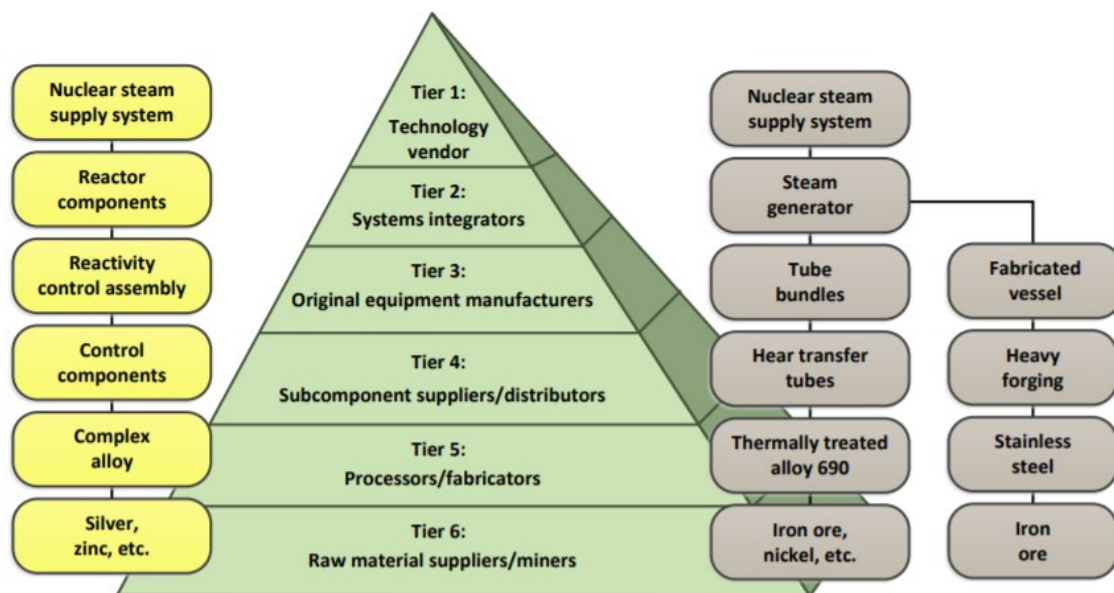 Nuclear steam
supply system
Reactor
components
Reactivity
control assembly
Control
components
Complex
alloy
Silver,
zinc, etc.
Tier 1:
Technology
vendor
Tier 2:
Systems integrators
Tier 3:
Original equipment manufacturers
Tier 4:
Subcomponent suppliers/distributors
Tier 5:
Processors/fabricators
Tier 6:
Raw material suppliers/miners
Nuclear steam
supply system
Steam
generator
Tube
bundles
Hear transfer
tubes
Thermally treated
alloy 690
Iron ore,
nickel, etc.
Fabricated
vessel
Heavy
forging
Stainless
steel
Iron
ore